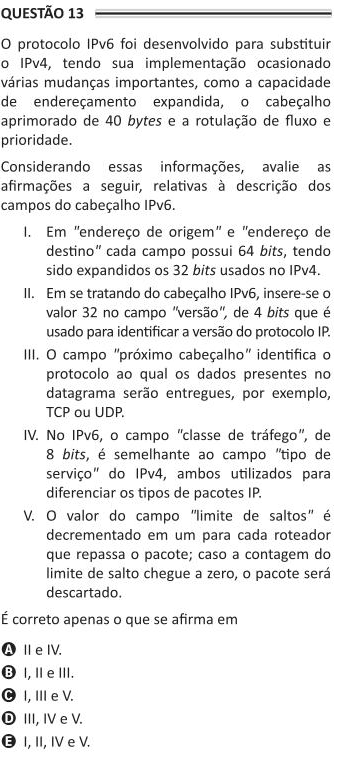 QUESTÃO 13
O protocolo IPv6 foi desenvolvido para substituir
o IPv4, tendo sua implementação ocasionado
várias mudanças importantes, como a capacidade
de endereçamento expandida, o cabeçalho
aprimorado de 40 bytes e a rotulação de fluxo e
prioridade.
Considerando essas informações, avalie as
afirmações a seguir, relativas à descrição dos
campos do cabeçalho IPv6.
I. Em "endereço de origem" e "endereço de
destino" cada campo possui 64 bits, tendo
sido expandidos os 32 bits usados no IPv4.
II. Em se tratando do cabeçalho IPv6, insere-se o
valor 32 no campo "versão", de 4 bits que é
usado para identificar a versão do protocolo IP.
III. O campo "próximo cabeçalho" identifica o
protocolo ao qual os dados presentes no
datagrama serão entregues, por exemplo,
TCP ou UDP.
IV. No IPv6, o campo "classe de tráfego", de
8 bits, é semelhante ao campo "tipo de
serviço" do IPv4, ambos utilizados para
diferenciar os tipos de pacotes IP.
V. O valor do campo "limite de saltos" é
decrementado em um para cada roteador
que repassa o pacote; caso a contagem do
limite de salto chegue a zero, o pacote será
descartado.
É correto apenas o que se afirma em
A II e IV.
B I, II e III.
C I, III e V.
D III, IV e V.
E I, II, IV e V.